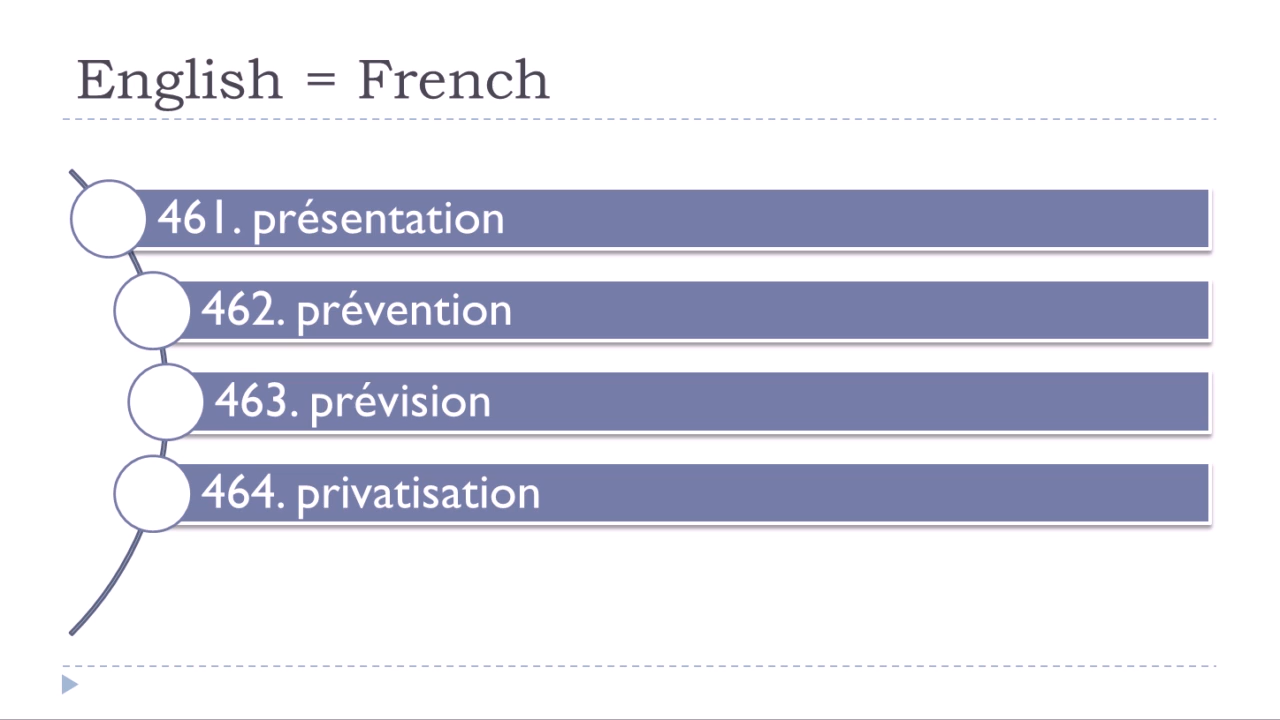 English = French
461. présentation
462. prévention
463. prévision
464. privatisation